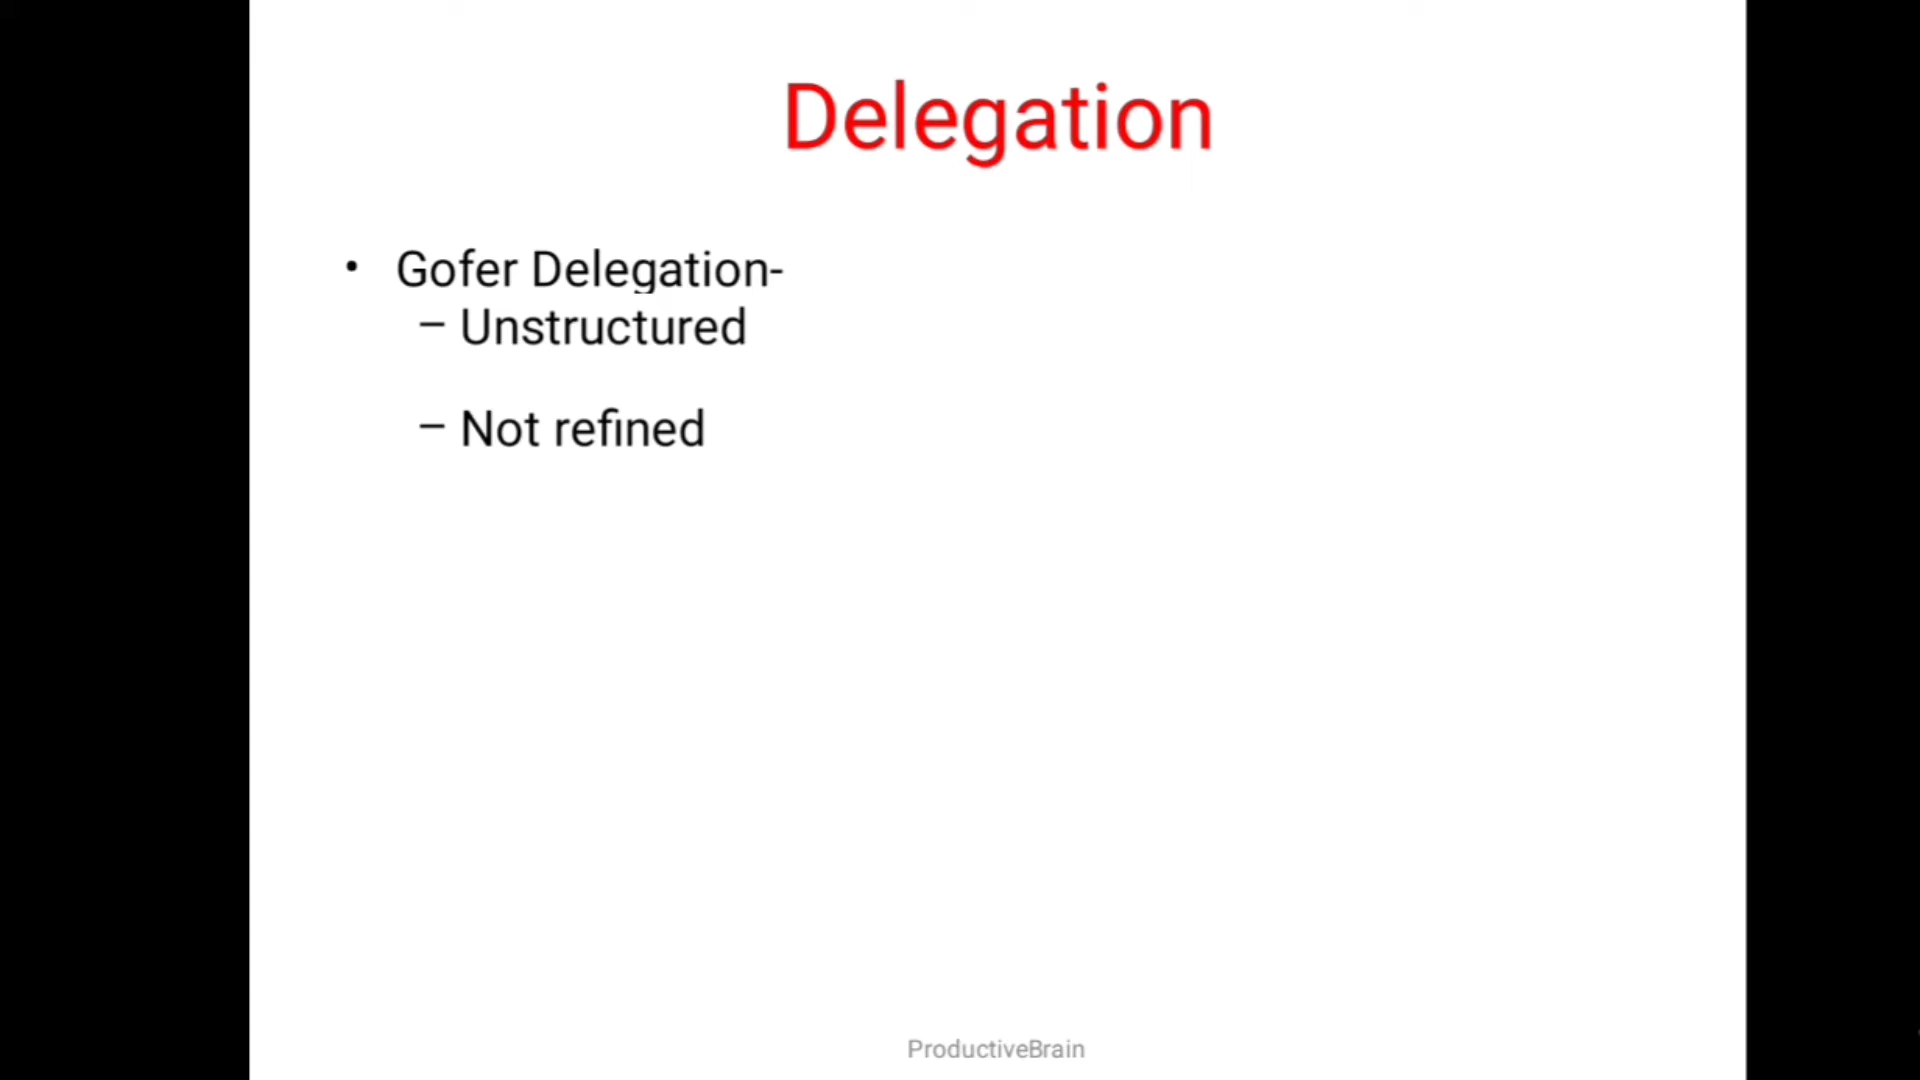 Delegation
• Gofer Delegation-
– Unstructured
– Not refined
ProductiveBrain